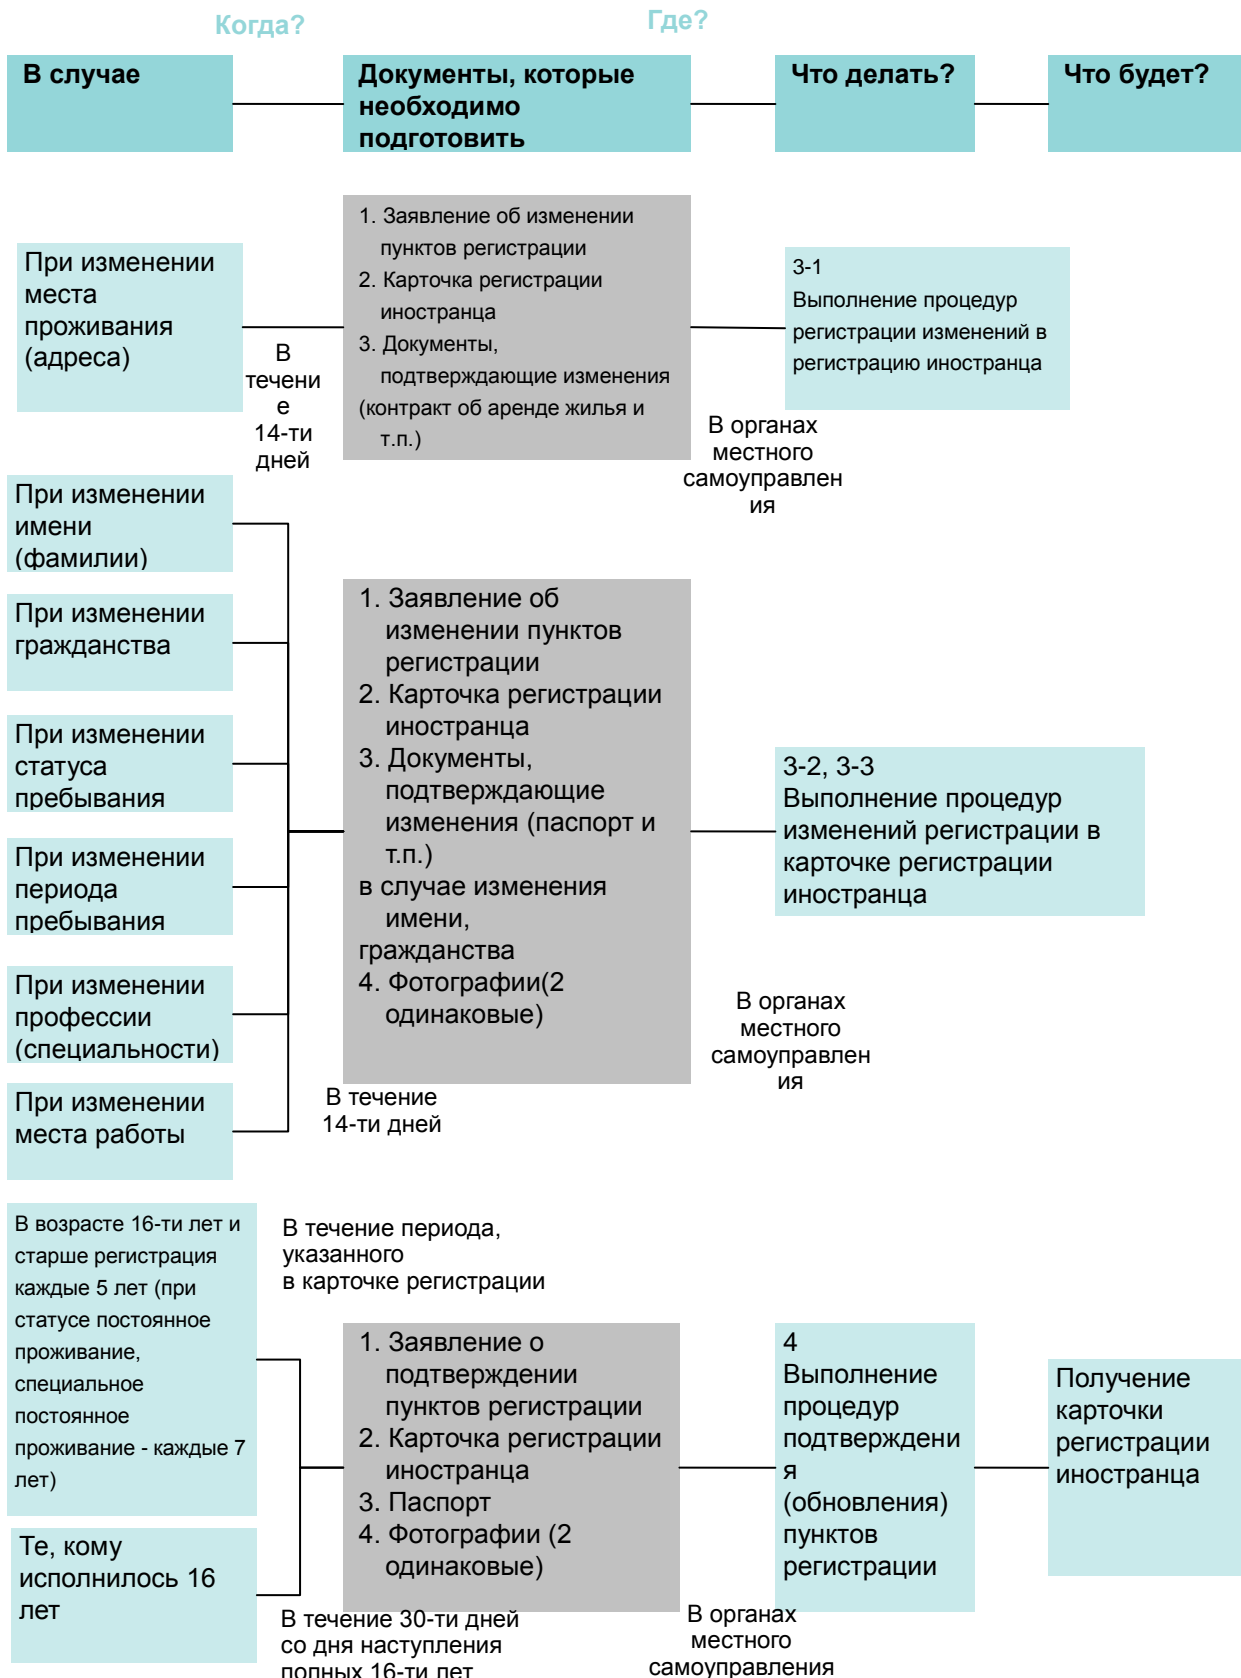 Когда?
Где?
В случае
Документы, которые
необходимо
подготовить
Что делать?
Что будет?
При изменении
места
проживания
(адреса)
В
течени
е
14-ти
дней
1. Заявление об изменении
пунктов регистрации
2. Карточка регистрации
иностранца
3. Документы,
подтверждающие изменения
(контракт об аренде жилья и
т.п.)
В органах
местного
самоуправлен
ия
3-1
Выполнение процедур
регистрации изменений в
регистрацию иностранца
При изменении
имени
(фамилии)
При изменении
гражданства
При изменении
статуса
пребывания
При изменении
периода
пребывания
При изменении
профессии
(специальности)
При изменении
места работы
В течение
14-ти дней
1. Заявление об
изменении пунктов
регистрации
2. Карточка регистрации
иностранца
3. Документы,
подтверждающие
изменения (паспорт и
т.п.)
в случае изменения
имени,
гражданства
4. Фотографии(2
одинаковые)
В органах
местного
самоуправлен
ия
3-2, 3-3
Выполнение процедур
изменений регистрации в
карточке регистрации
иностранца
В возрасте 16-ти лет и
старше регистрация
каждые 5 лет (при
статусе постоянное
проживание,
специальное
постоянное
проживание - каждые 7
лет)
В течение периода,
указанного
в карточке регистрации
Те, кому
исполнилось 16
лет
В течение 30-ти дней
со дня наступления
полных 16-ти лет
1. Заявление о
подтверждении
пунктов регистрации
2. Карточка регистрации
иностранца
3. Паспорт
4. Фотографии (2
одинаковые)
В органах
местного
самоуправления
4
Выполнение
процедур
подтверждени
я
(обновления)
пунктов
регистрации
Получение
карточки
регистрации
иностранца